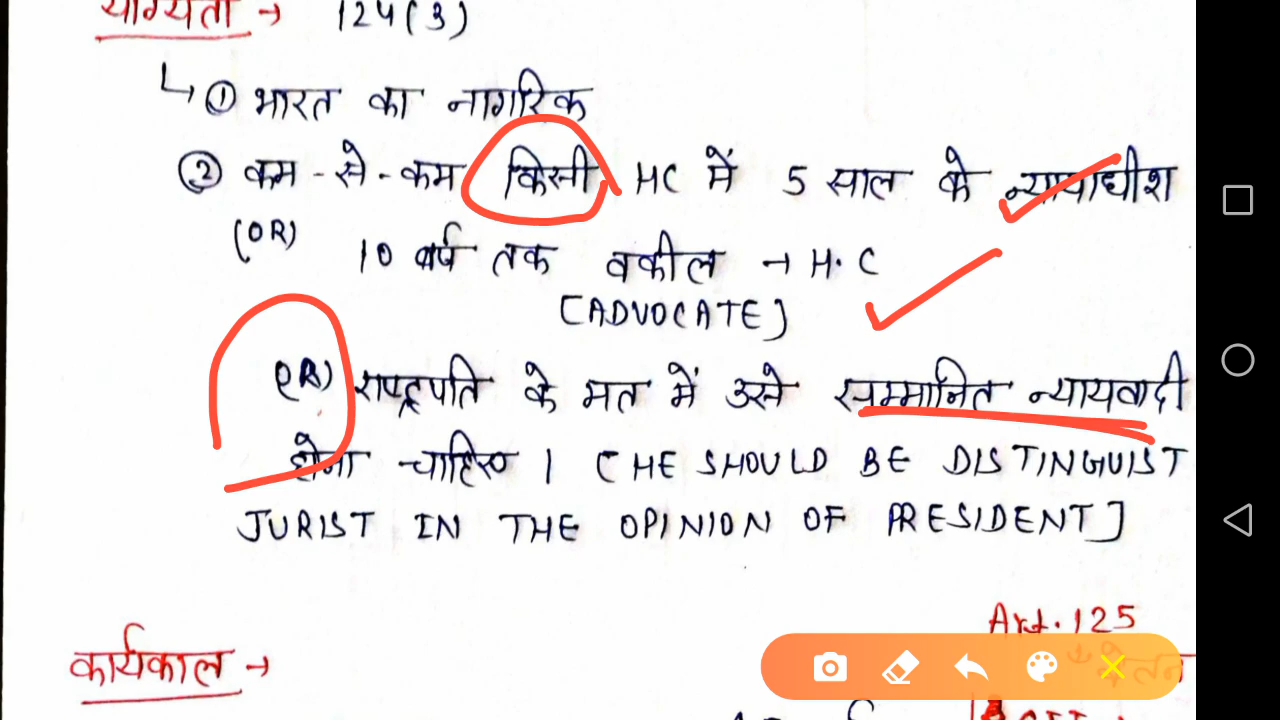 योग्यता → 124(3)
↳ ① भारत का नागरिक
② कम-से-कम किसी HC में 5 साल के न्यायाधीश
(OR) 10 वर्ष तक वकील → H.C
[ADVOCATE]
(OR) राष्ट्रपति के मत में उसे सम्मानित न्यायवादी
होना चाहिए । (HE SHOULD BE DISTINGUIST
JURIST IN THE OPINION OF PRESIDENT]
Art. 125
वेतन
कार्यकाल →